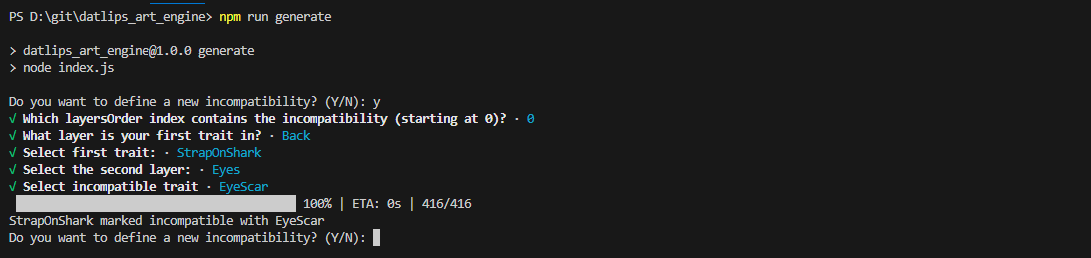 PS D:\git\datlips_art_engine> npm run generate
> datlips_art_engine@1.0.0 generate
> node index.js
Do you want to define a new incompatibility? (Y/N): y
√ Which layersOrder index contains the incompatibility (starting at 0)? · 0
√ What layer is your first trait in? · Back
√ Select first trait: · StrapOnShark
√ Select the second layer: · Eyes
√ Select incompatible trait · EyeScar
100% | ETA: 0s | 416/416
StrapOnShark marked incompatible with EyeScar
Do you want to define a new incompatibility? (Y/N):